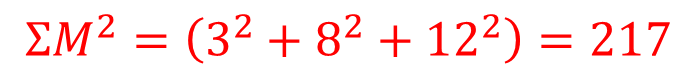 ΣM² = (3² + 8² + 12²) = 217